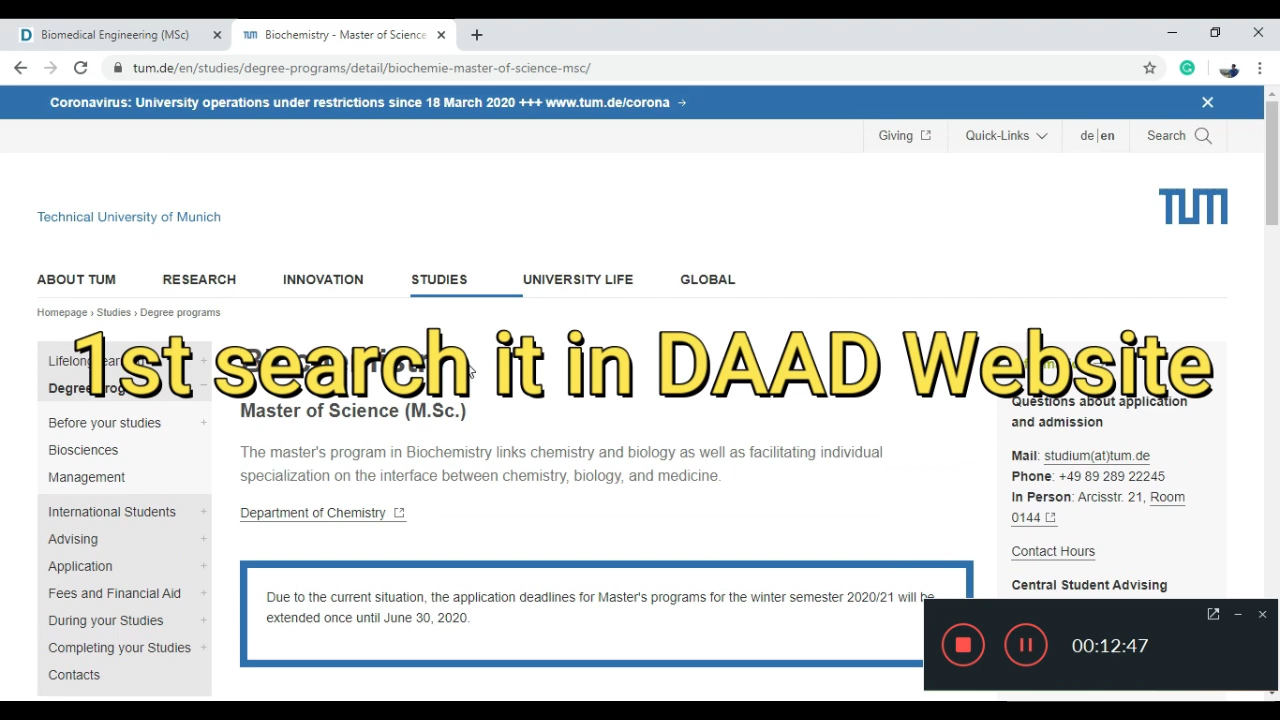 Biomedical Engineering (MSc)
Biochemistry - Master of Science
tum.de/en/studies/degree-programs/detail/biochemie-master-of-science-msc/
Coronavirus: University operations under restrictions since 18 March 2020 +++ www.tum.de/corona →
Giving Quick-Links de|en Search
TUM
Technical University of Munich
ABOUT TUM RESEARCH INNOVATION STUDIES UNIVERSITY LIFE GLOBAL
Homepage › Studies › Degree programs
1st search it in DAAD Website
Master of Science (M.Sc.)
The master's program in Biochemistry links chemistry and biology as well as facilitating individual
specialization on the interface between chemistry, biology, and medicine.
Department of Chemistry
Due to the current situation, the application deadlines for Master's programs for the winter semester 2020/21 will be
extended once until June 30, 2020.
Before your studies +
Biosciences
Management
International Students +
Advising +
Application +
Fees and Financial Aid +
During your Studies +
Completing your Studies +
Contacts
Questions about application
and admission
Mail: studium(at)tum.de
Phone: +49 89 289 22245
In Person: Arcisstr. 21, Room
0144
Contact Hours
Central Student Advising
00:12:47